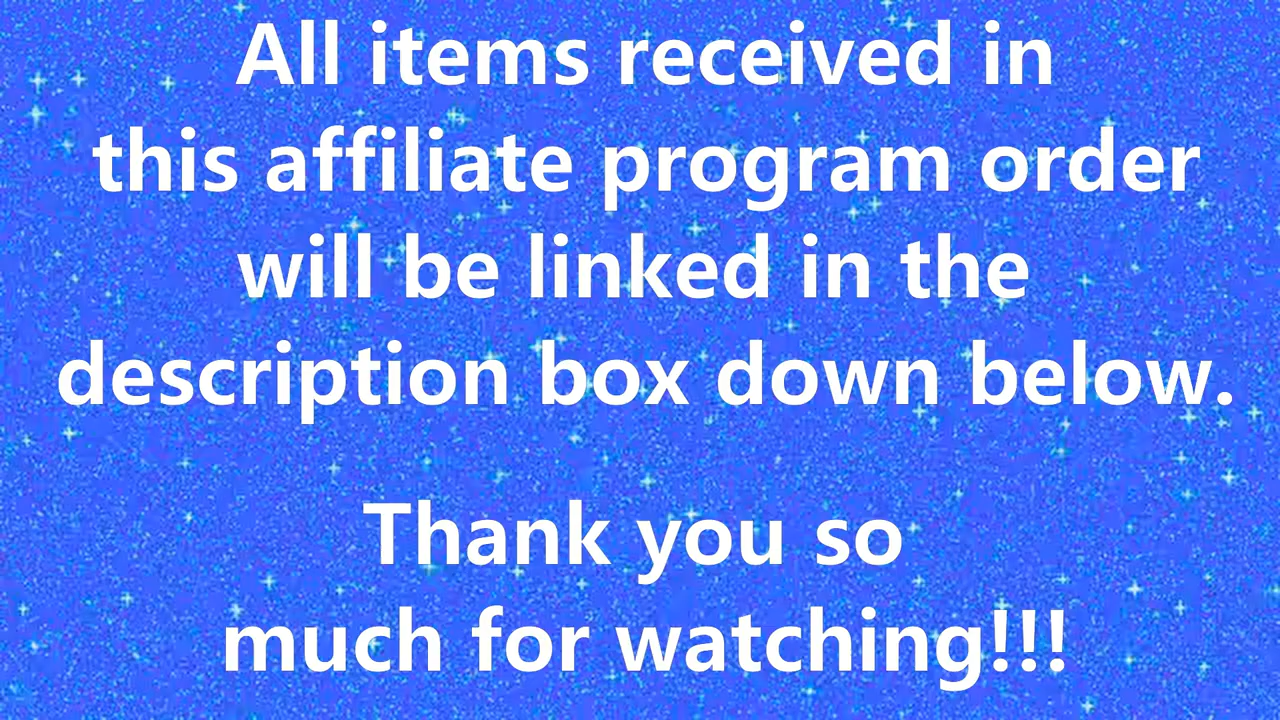 All items received in
this affiliate program order
will be linked in the
description box down below.
Thank you so
much for watching!!!